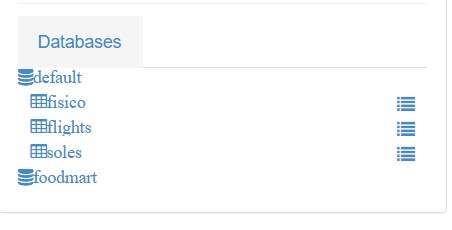 Databases
default
fisico
flights
soles
foodmart